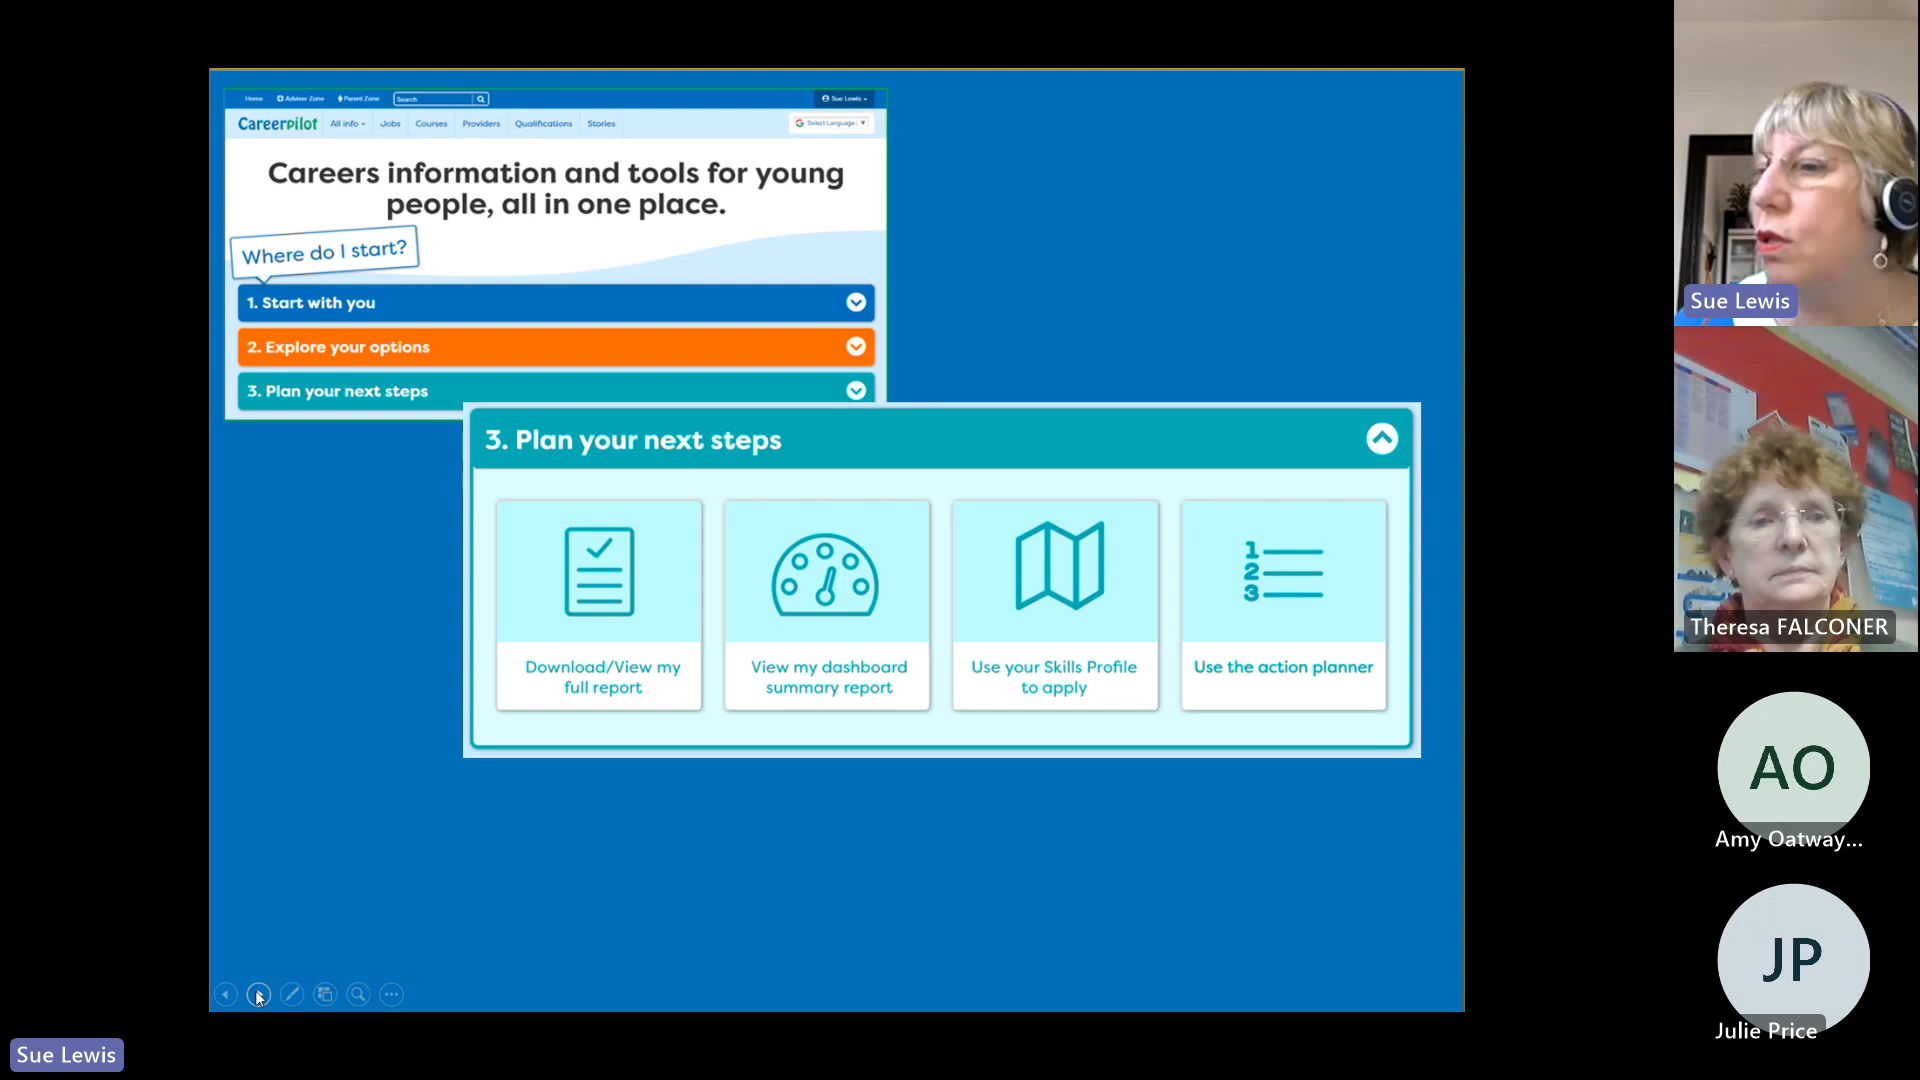 Home
Adviser Zone
Parent Zone
Search
Sue Lewis
Careerpilot
All info
Jobs
Courses
Providers
Qualifications
Stories
Select Language
Careers information and tools for young
people, all in one place.
Where do I start?
1. Start with you
2. Explore your options
3. Plan your next steps
3. Plan your next steps
1
2
3
Download/View my
full report
View my dashboard
summary report
Use your Skills Profile
to apply
Use the action planner
Sue Lewis
Theresa FALCONER
AO
Amy Oatway...
JP
Julie Price
Sue Lewis